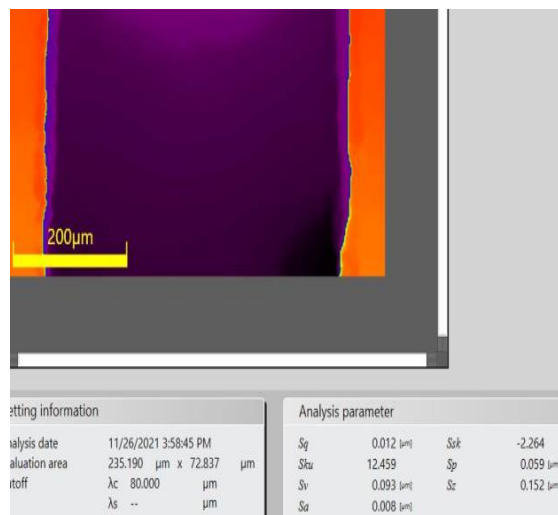 200µm
etting information
nalysis date 11/26/2021 3:58:45 PM
aluation area 235.190 µm x 72.837 µm
utoff λc 80.000 µm
λs -- µm
Analysis parameter
Sq 0.012 [µm] Ssk -2.264
Sku 12.459 Sp 0.059 [µm
Sv 0.093 [µm] Sz 0.152 [µm
Sa 0.008 [µm]